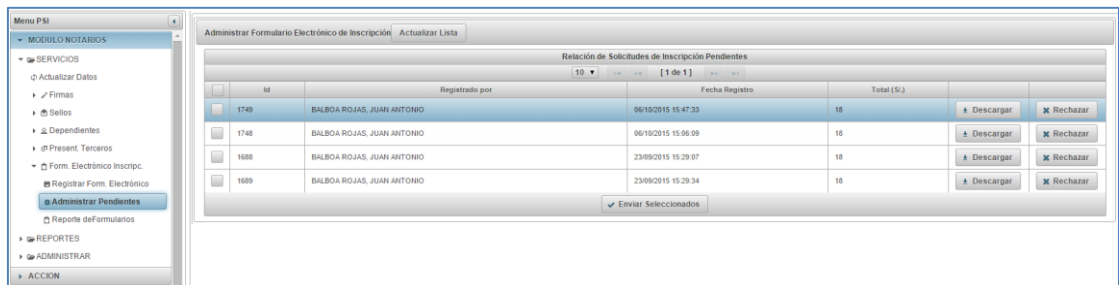 Menu PSI
MODULO NOTARIOS
SERVICIOS
Actualizar Datos
Firmas
Sellos
Dependientes
Present. Terceros
Form. Electrónico Inscripc.
Registrar Form. Electrónico
Administrar Pendientes
Reporte deFormularios
REPORTES
ADMINISTRAR
ACCION
Administrar Formulario Electrónico de Inscripción Actualizar Lista
Relación de Solicitudes de Inscripción Pendientes
10 [1 de 1]
Id Registrado por Fecha Registro Total (S/.)
1749 BALBOA ROJAS, JUAN ANTONIO 06/10/2015 15:47:33 18 Descargar Rechazar
1748 BALBOA ROJAS, JUAN ANTONIO 06/10/2015 15:06:09 18 Descargar Rechazar
1688 BALBOA ROJAS, JUAN ANTONIO 23/09/2015 15:29:07 18 Descargar Rechazar
1689 BALBOA ROJAS, JUAN ANTONIO 23/09/2015 15:29:34 18 Descargar Rechazar
Enviar Seleccionados